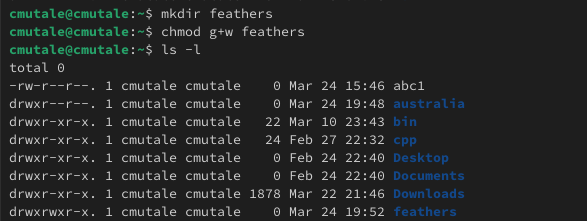 cmutale@cmutale:~$ mkdir feathers
cmutale@cmutale:~$ chmod g+w feathers
cmutale@cmutale:~$ ls -l
total 0
-rw-r--r--. 1 cmutale cmutale    0 Mar 24 15:46 abc1
drwxr--r--. 1 cmutale cmutale    0 Mar 24 19:48 australia
drwxr-xr-x. 1 cmutale cmutale   22 Mar 10 23:43 bin
drwxr-xr-x. 1 cmutale cmutale   24 Feb 27 22:32 cpp
drwxr-xr-x. 1 cmutale cmutale    0 Feb 24 22:40 Desktop
drwxr-xr-x. 1 cmutale cmutale    0 Feb 24 22:40 Documents
drwxr-xr-x. 1 cmutale cmutale 1878 Mar 22 21:46 Downloads
drwxrwxr-x. 1 cmutale cmutale    0 Mar 24 19:52 feathers